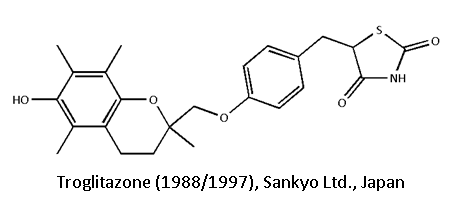 S
O
HO
O
O
NH
O
Troglitazone (1988/1997), Sankyo Ltd., Japan